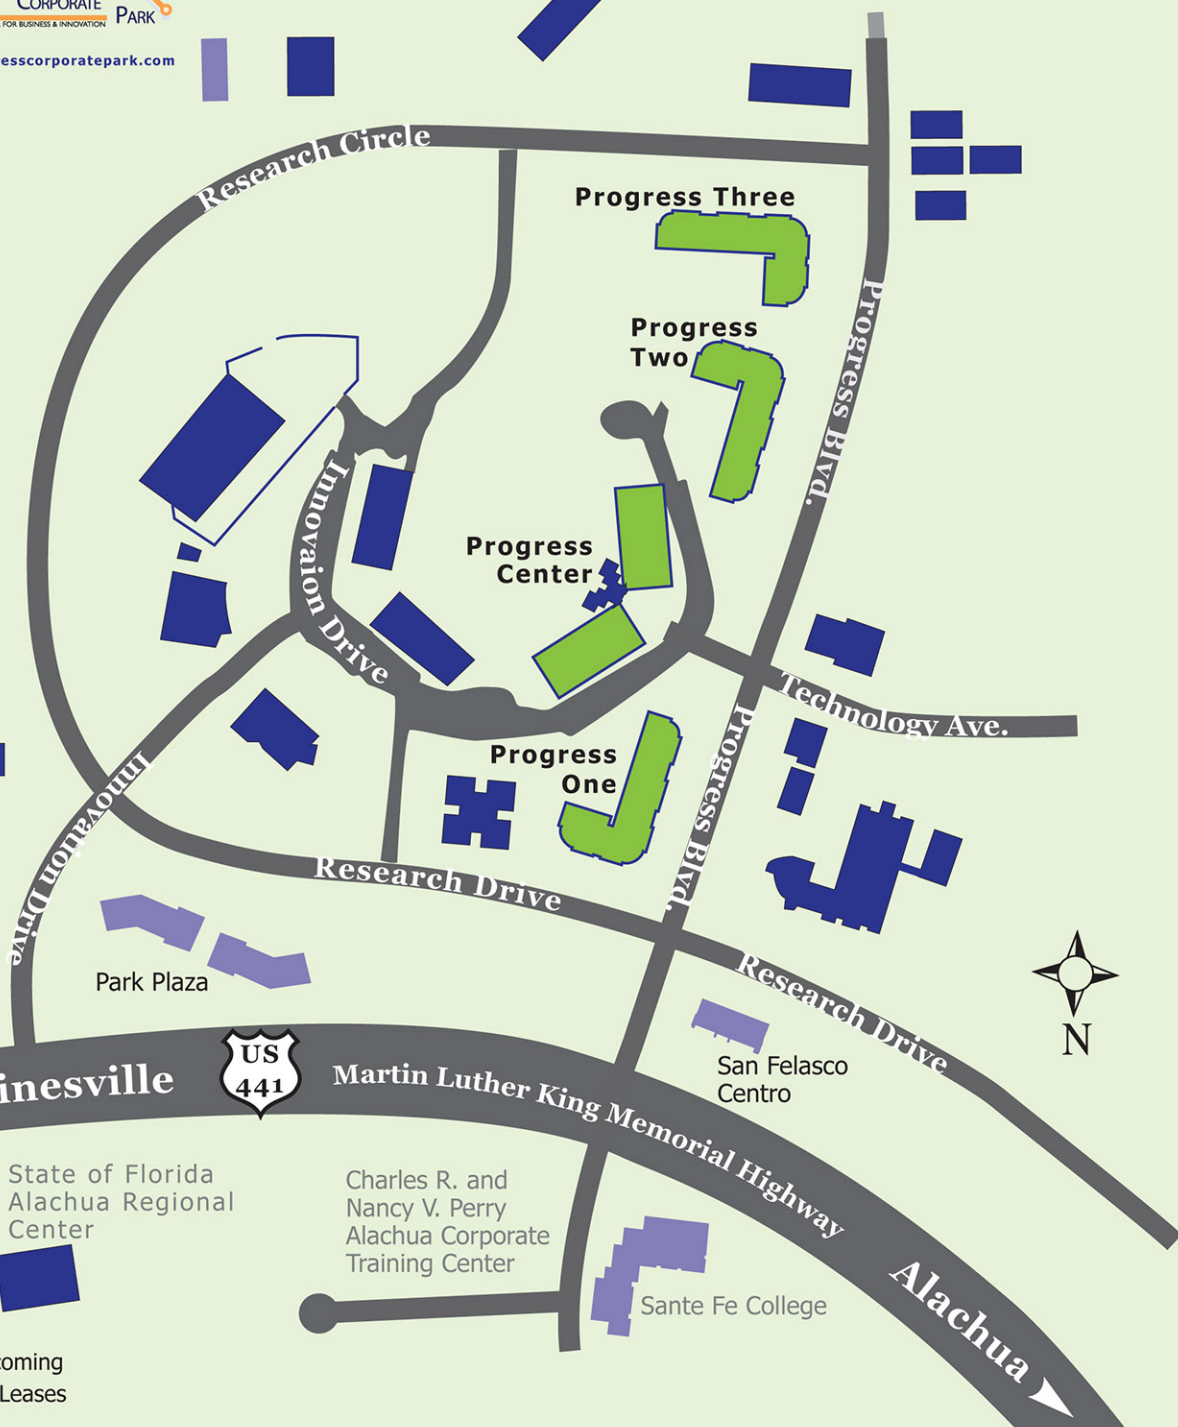 CORPORATE
PARK
FOR BUSINESS & INNOVATION
esscorporatepark.com
Research Circle
Progress Three
Progress Blvd.
Progress
Two
Innovaion Drive
Progress
Center
Technology Ave.
Progress Blvd.
Progress
One
Innovation Drive
Research Drive
Park Plaza
Research Drive
N
San Felasco
Centro
inesville
US
441
Martin Luther King Memorial Highway
State of Florida
Alachua Regional
Center
Charles R. and
Nancy V. Perry
Alachua Corporate
Training Center
Alachua
Sante Fe College
coming
Leases